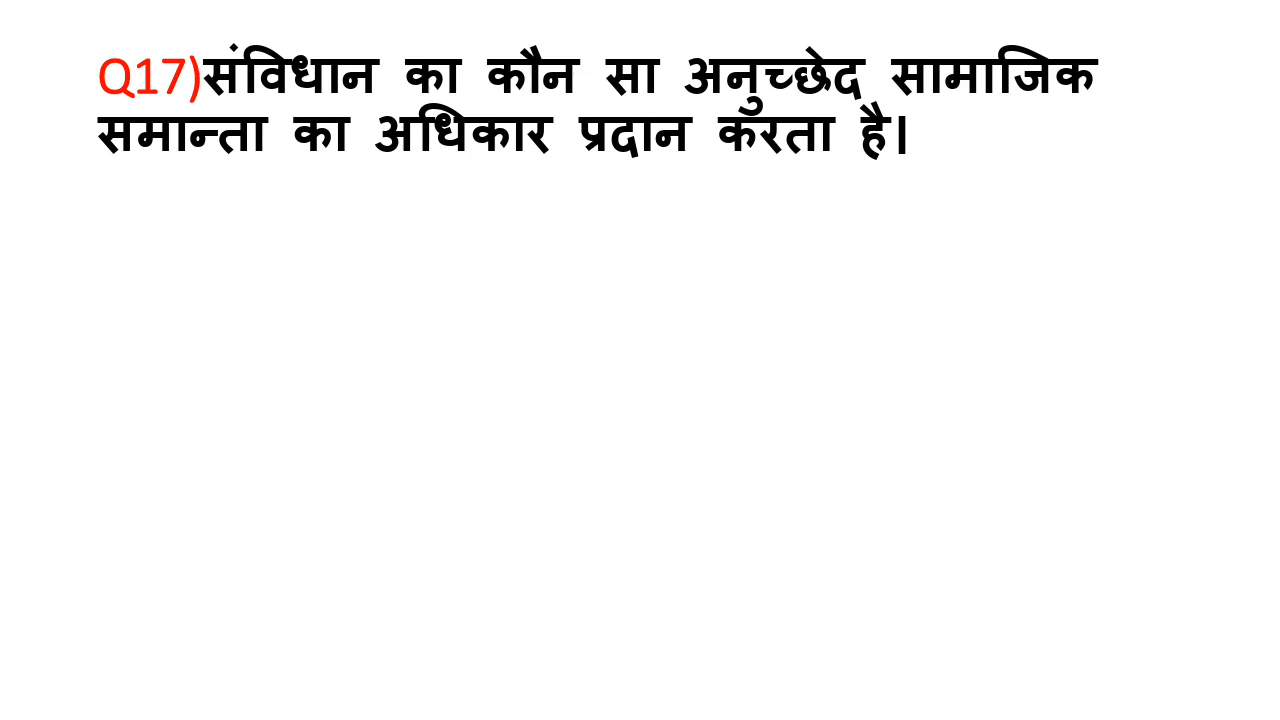 Q17)संविधान का कौन सा अनुच्छेद सामाजिक
समान्ता का अधिकार प्रदान करता है।